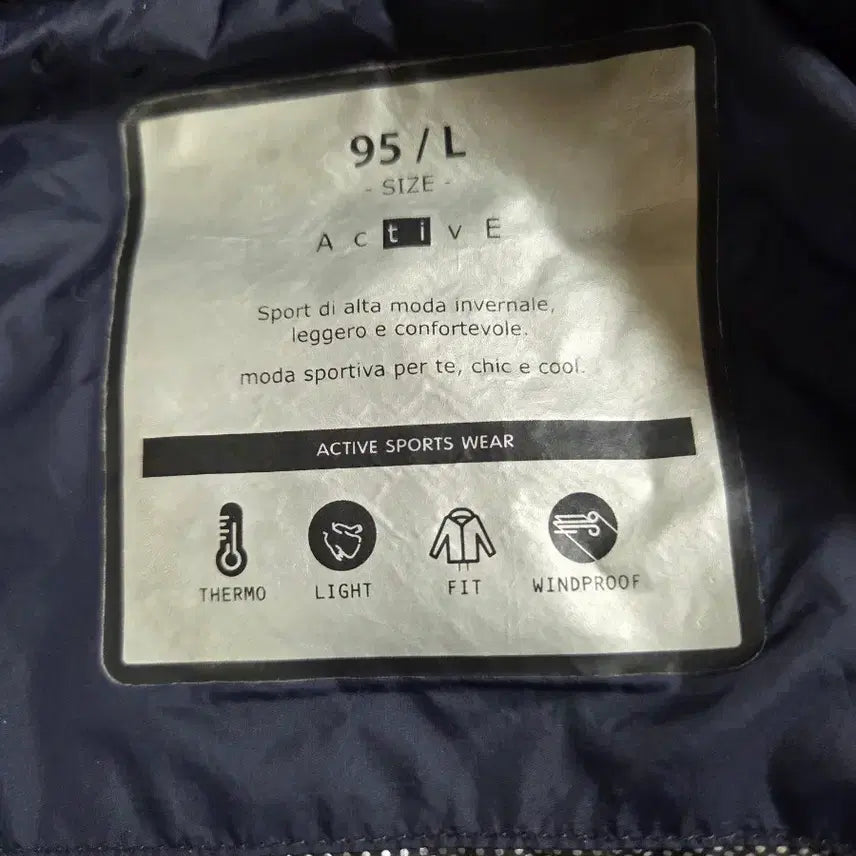 95 / L
- SIZE -
ActivE
Sport di alta moda invernale,
leggero e confortevole.
moda sportiva per te, chic e cool.
ACTIVE SPORTS WEAR
THERMO LIGHT FIT WINDPROOF